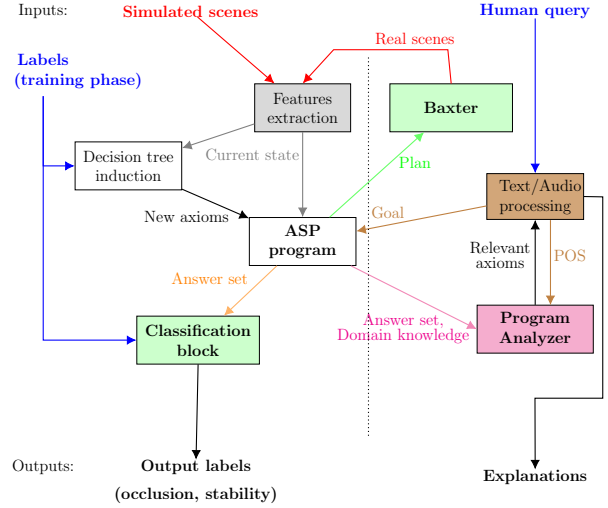 Inputs:
Simulated scenes
Human query
Real scenes
Labels
(training phase)
Features
extraction
Baxter
Decision tree
induction
Current state
Plan
Text/Audio
processing
New axioms
Goal
ASP
program
Relevant
axioms
POS
Answer set
Classification
block
Answer set,
Domain knowledge
Program
Analyzer
Outputs:
Output labels
(occlusion, stability)
Explanations